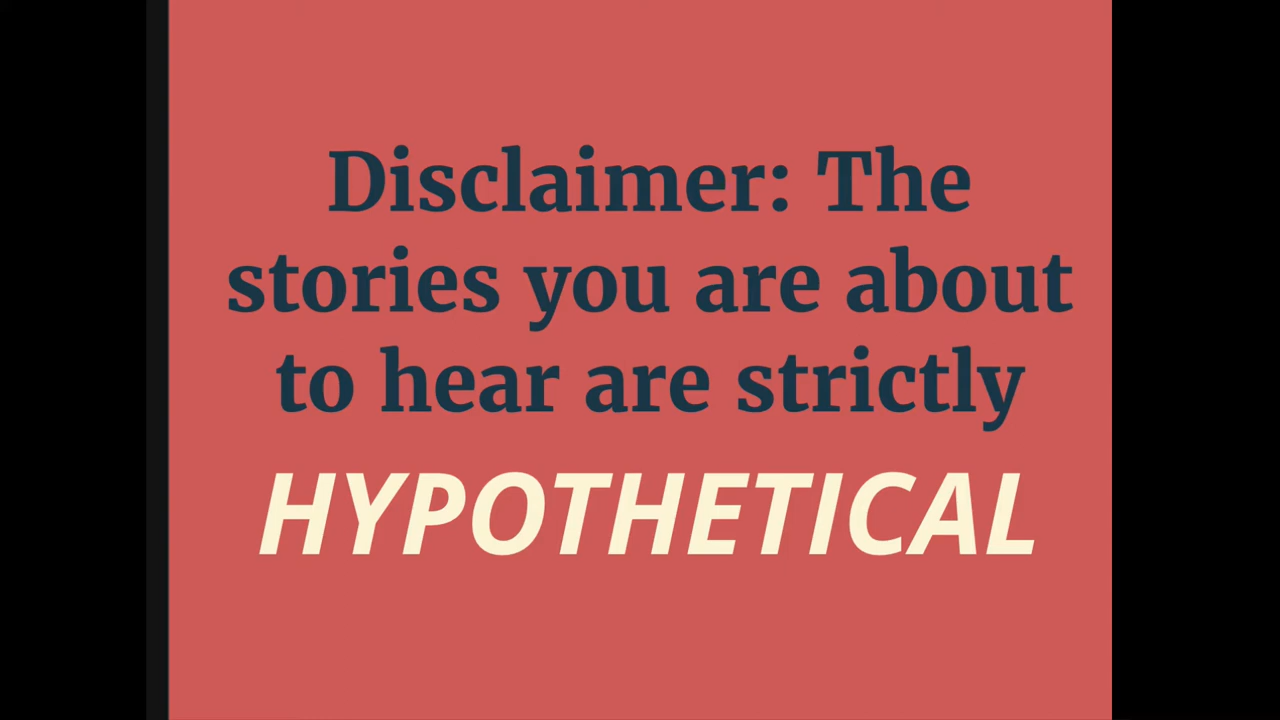 Disclaimer: The
stories you are about
to hear are strictly
HYPOTHETICAL